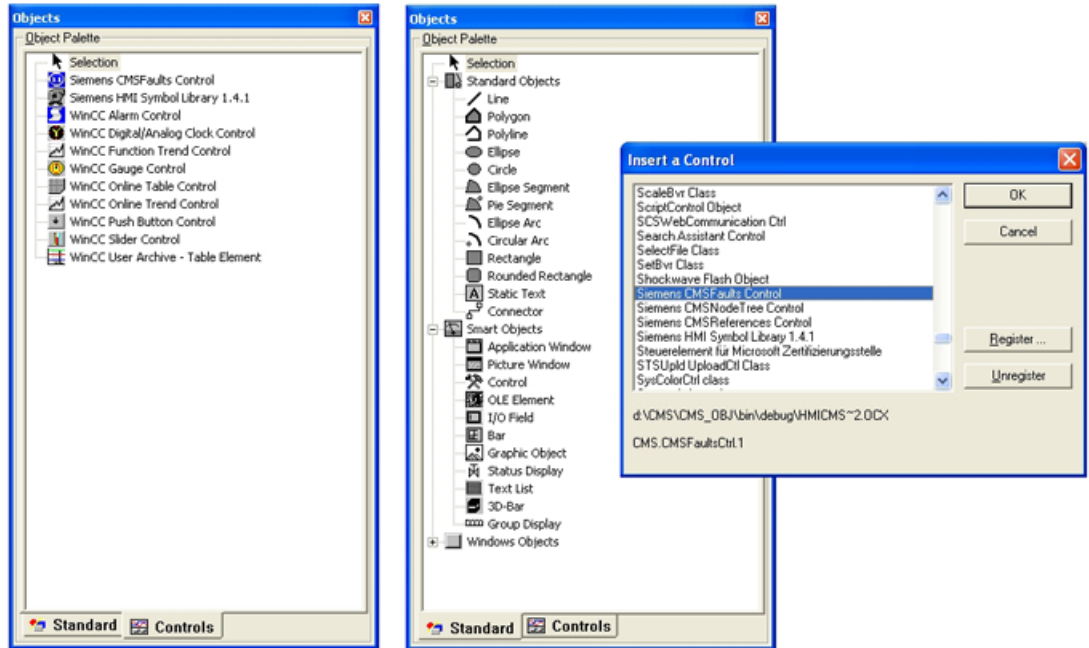 Objects
Object Palette
Selection
Siemens CMSFaults Control
Siemens HMI Symbol Library 1.4.1
WinCC Alarm Control
WinCC Digital/Analog Clock Control
WinCC Function Trend Control
WinCC Gauge Control
WinCC Online Table Control
WinCC Online Trend Control
WinCC Push Button Control
WinCC Slider Control
WinCC User Archive - Table Element
Standard
Controls
Objects
Object Palette
Selection
Standard Objects
Line
Polygon
Polyline
Ellipse
Circle
Ellipse Segment
Pie Segment
Ellipse Arc
Circular Arc
Rectangle
Rounded Rectangle
Static Text
Connector
Smart Objects
Application Window
Picture Window
Control
OLE Element
I/O Field
Bar
Graphic Object
Status Display
Text List
3D-Bar
Group Display
Windows Objects
Standard
Controls
Insert a Control
ScaleBvr Class
ScriptControl Object
SCSWebCommunication Ctrl
Search Assistant Control
SelectFile Class
SetBvr Class
Shockwave Flash Object
Siemens CMSFaults Control
Siemens CMSNodeTree Control
Siemens CMSReferences Control
Siemens HMI Symbol Library 1.4.1
Steuerelement für Microsoft Zertifizierungsstelle
STSUpld UploadCtl Class
SysColorCtrl class
OK
Cancel
Register ...
Unregister
d:\CMS\CMS_OBJ\bin\debug\HMICMS~2.OCX
CMS.CMSFaultsCtrl.1